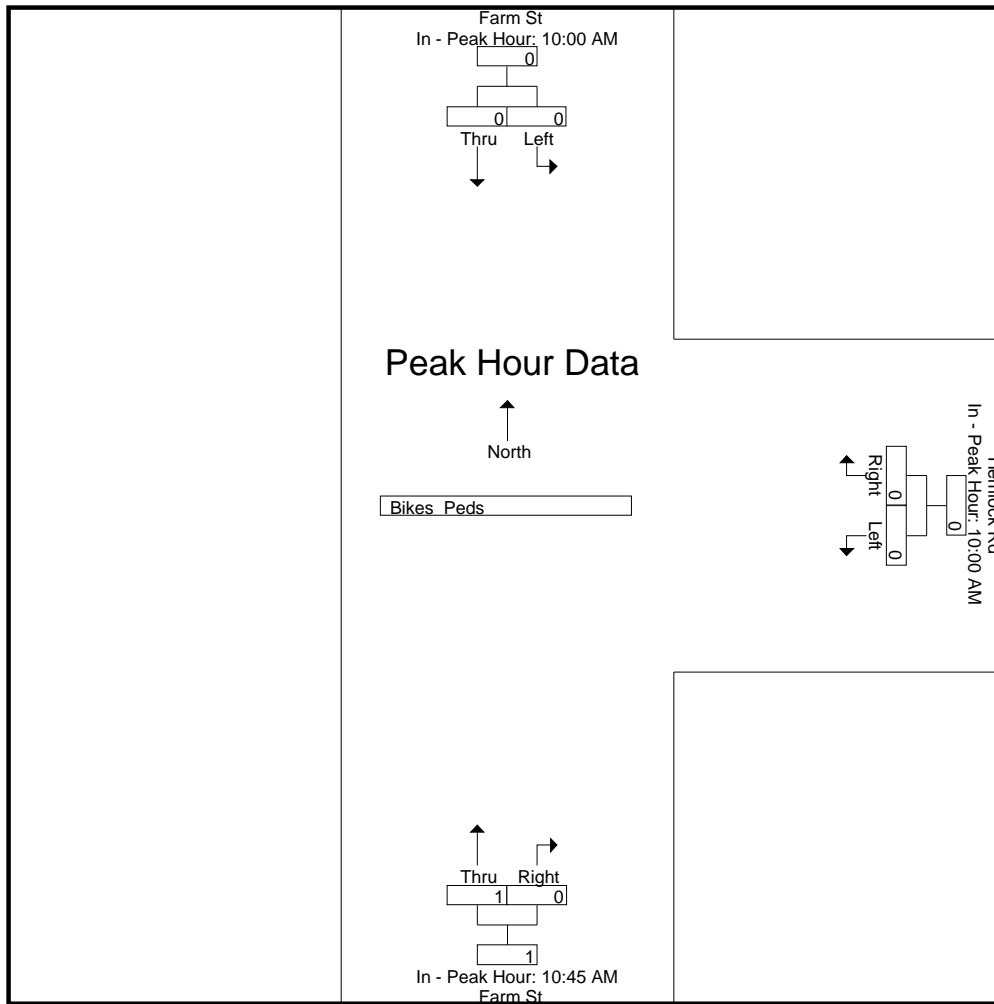 Farm St
In - Peak Hour: 10:00 AM
0
0 0
Thru Left
Peak Hour Data
North
Bikes Peds
In - Peak Hour: 10:00 AM
0
0 0
Right Left
Thru Right
1 0
1
In - Peak Hour: 10:45 AM
Farm St